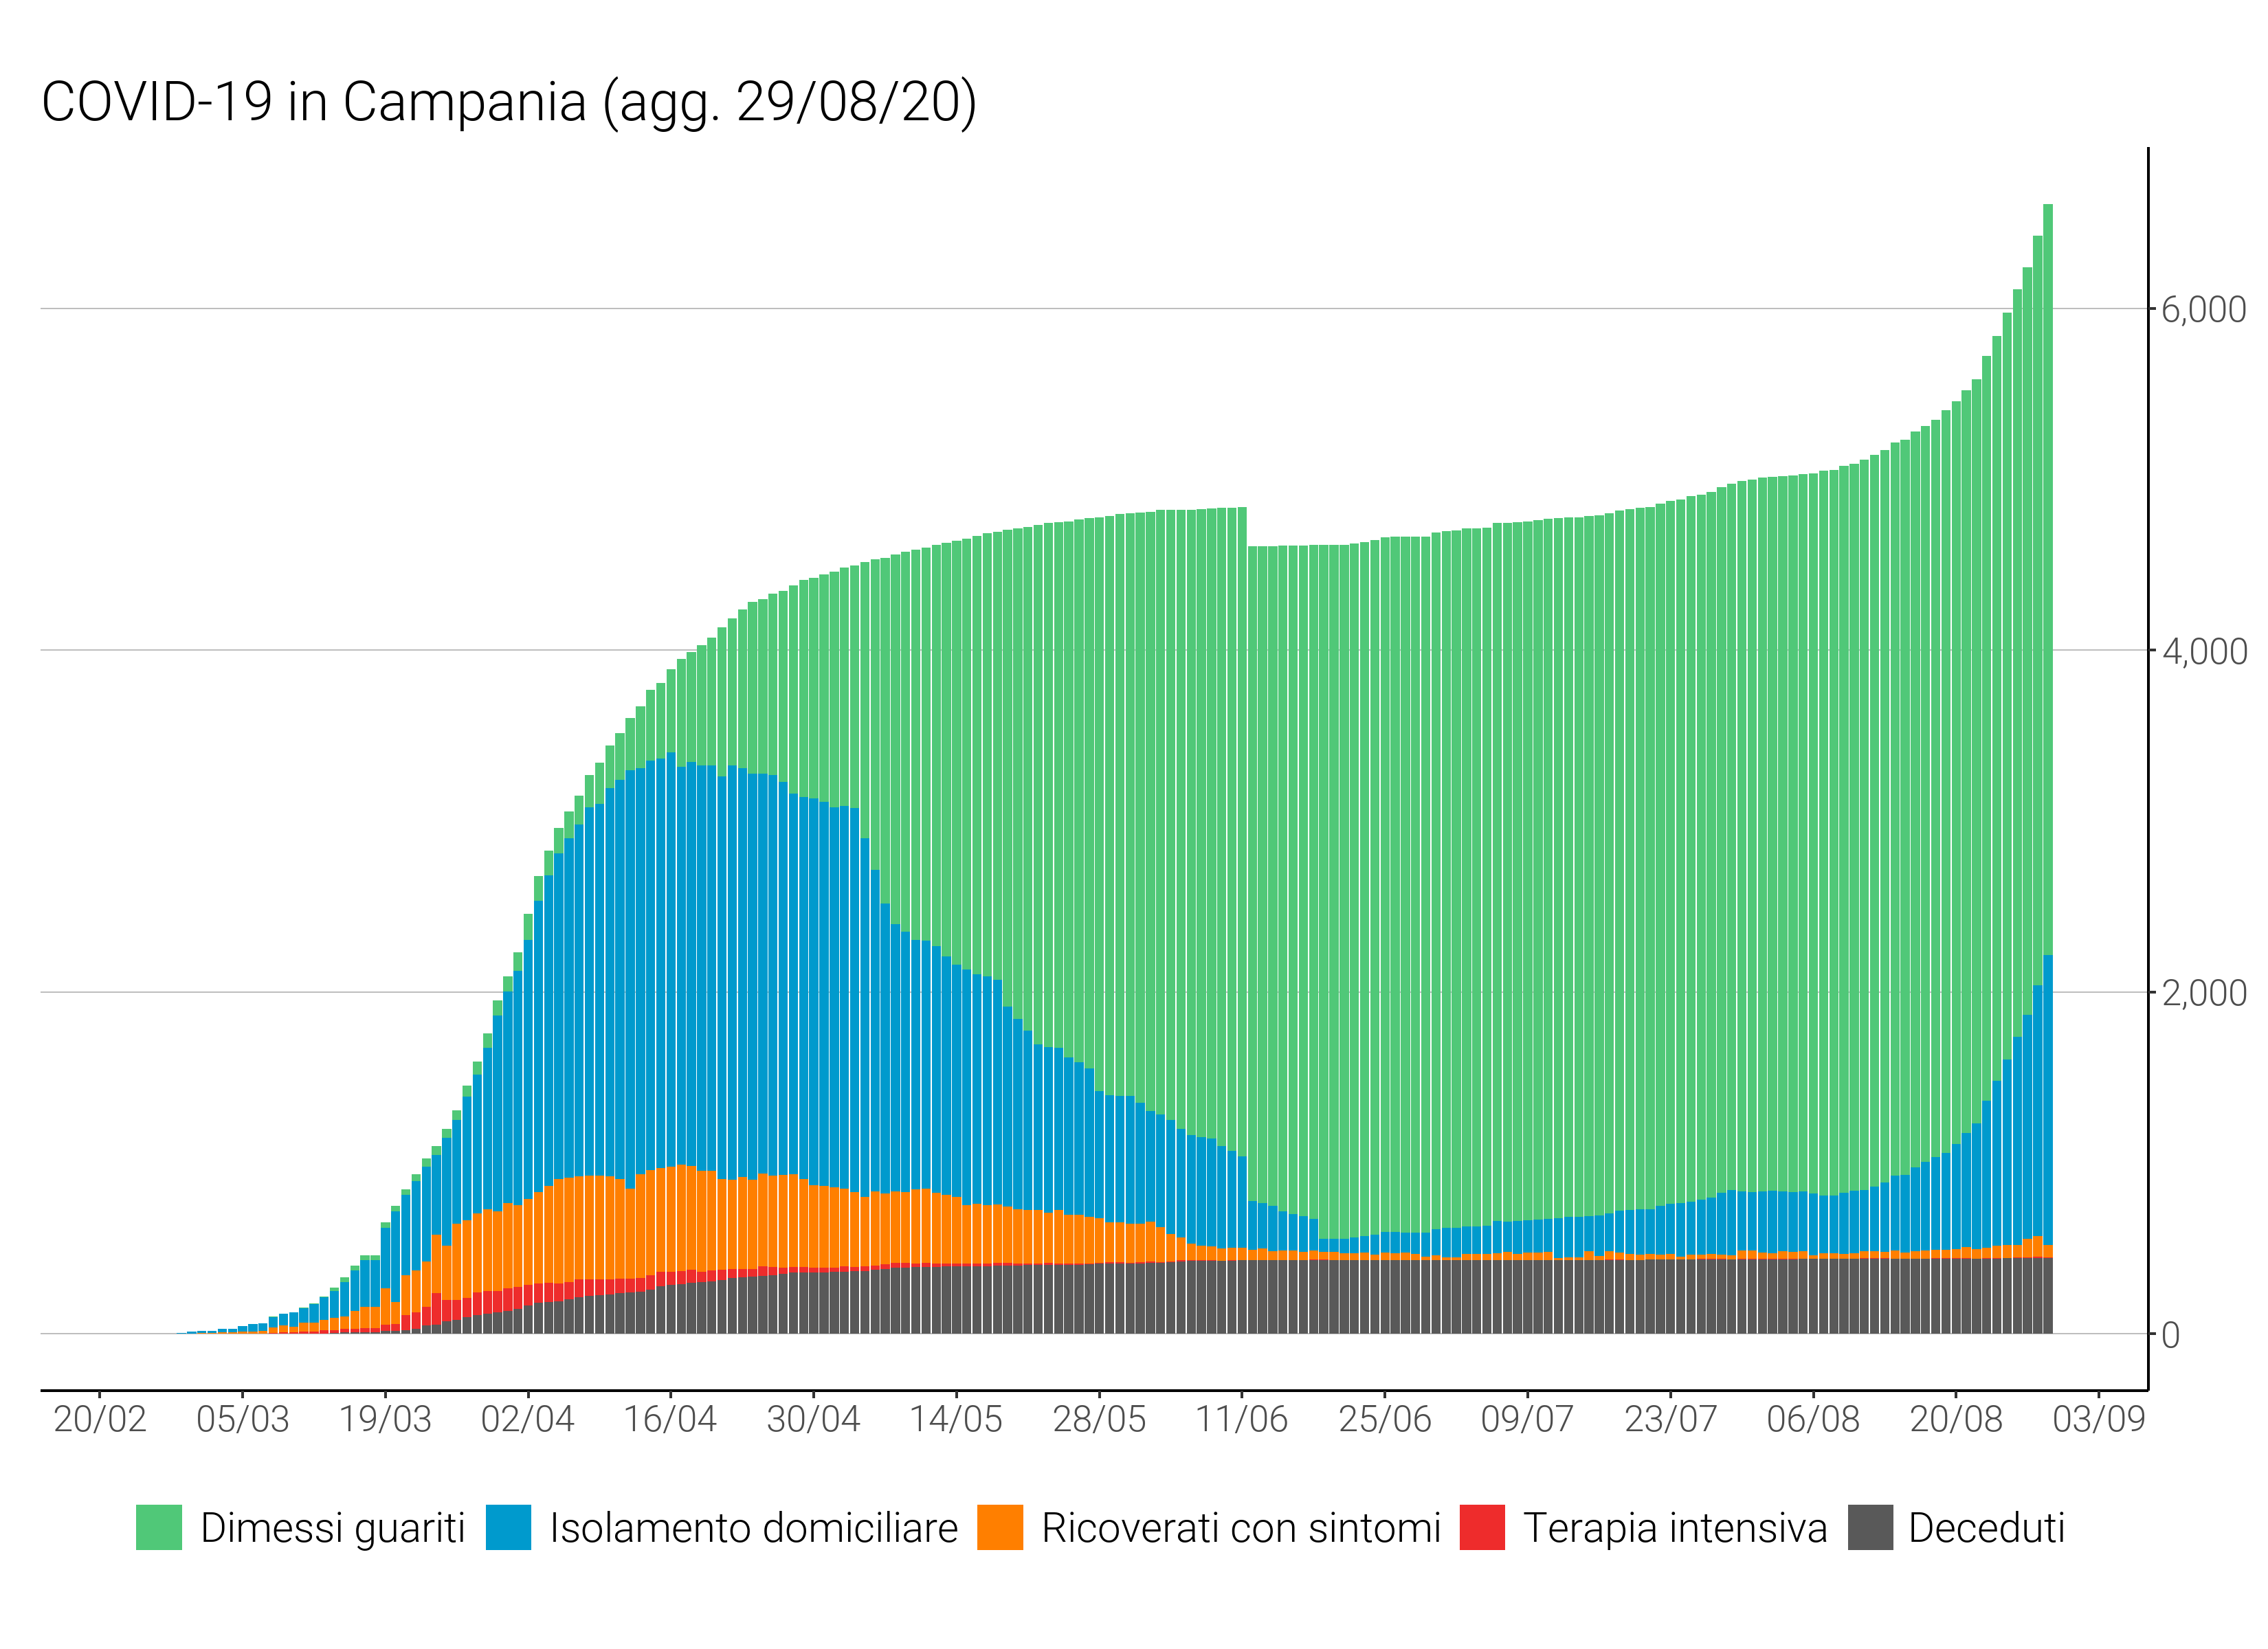 COVID-19 in Campania (agg. 29/08/20)
6,000
4,000
2,000
0
20/02 05/03 19/03 02/04 16/04 30/04 14/05 28/05 11/06 25/06 09/07 23/07 06/08 20/08 03/09
Dimessi guariti Isolamento domiciliare Ricoverati con sintomi Terapia intensiva Deceduti